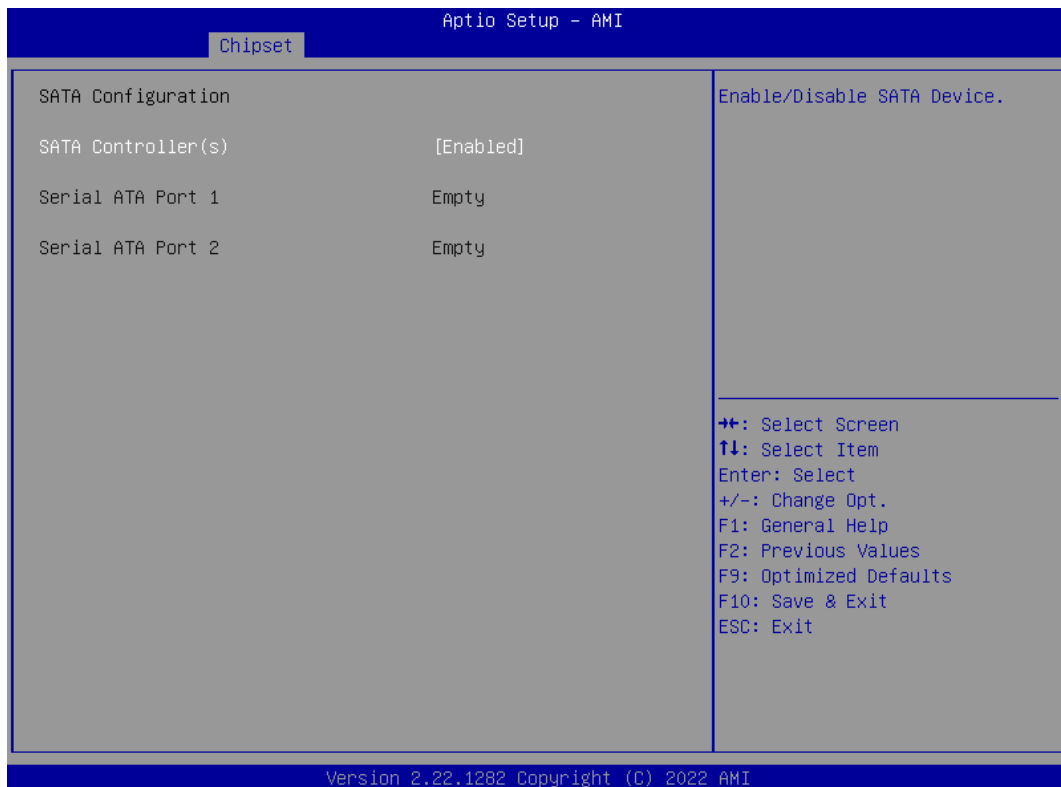 Aptio Setup – AMI
Chipset
SATA Configuration
SATA Controller(s) [Enabled]
Serial ATA Port 1 Empty
Serial ATA Port 2 Empty
Enable/Disable SATA Device.
→←: Select Screen
↑↓: Select Item
Enter: Select
+/-: Change Opt.
F1: General Help
F2: Previous Values
F9: Optimized Defaults
F10: Save & Exit
ESC: Exit
Version 2.22.1282 Copyright (C) 2022 AMI